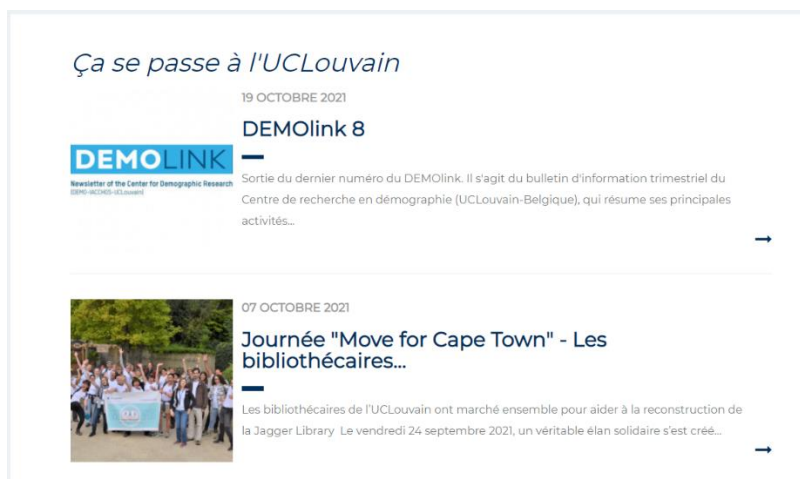 Ça se passe à l'UCLouvain
19 OCTOBRE 2021
DEMOlink 8
DEMOLINK
Newsletter of the Center for Demographic Research
(DEMO-IACCHOS-UCLouvain)
Sortie du dernier numéro du DEMOlink. Il s'agit du bulletin d'information trimestriel du
Centre de recherche en démographie (UCLouvain-Belgique), qui résume ses principales
activités...
07 OCTOBRE 2021
Journée "Move for Cape Town" - Les
bibliothécaires...
Les bibliothécaires de l'UCLouvain ont marché ensemble pour aider à la reconstruction de
la Jagger Library Le vendredi 24 septembre 2021, un véritable élan solidaire s'est créé...